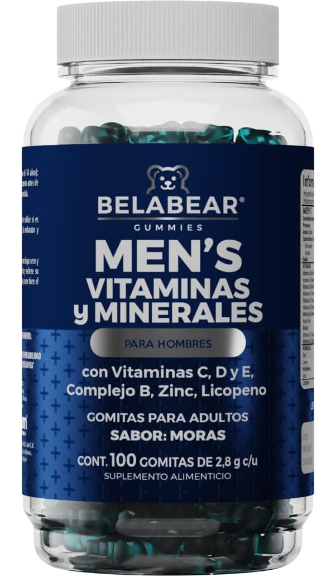 BELABEAR®
GUMMIES
MEN'S
VITAMINAS
y MINERALES
PARA HOMBRES
con Vitaminas C, D y E,
Complejo B, Zinc, Licopeno
GOMITAS PARA ADULTOS
SABOR: MORAS
CONT. 100 GOMITAS DE 2,8 g c/u
SUPLEMENTO ALIMENTICIO